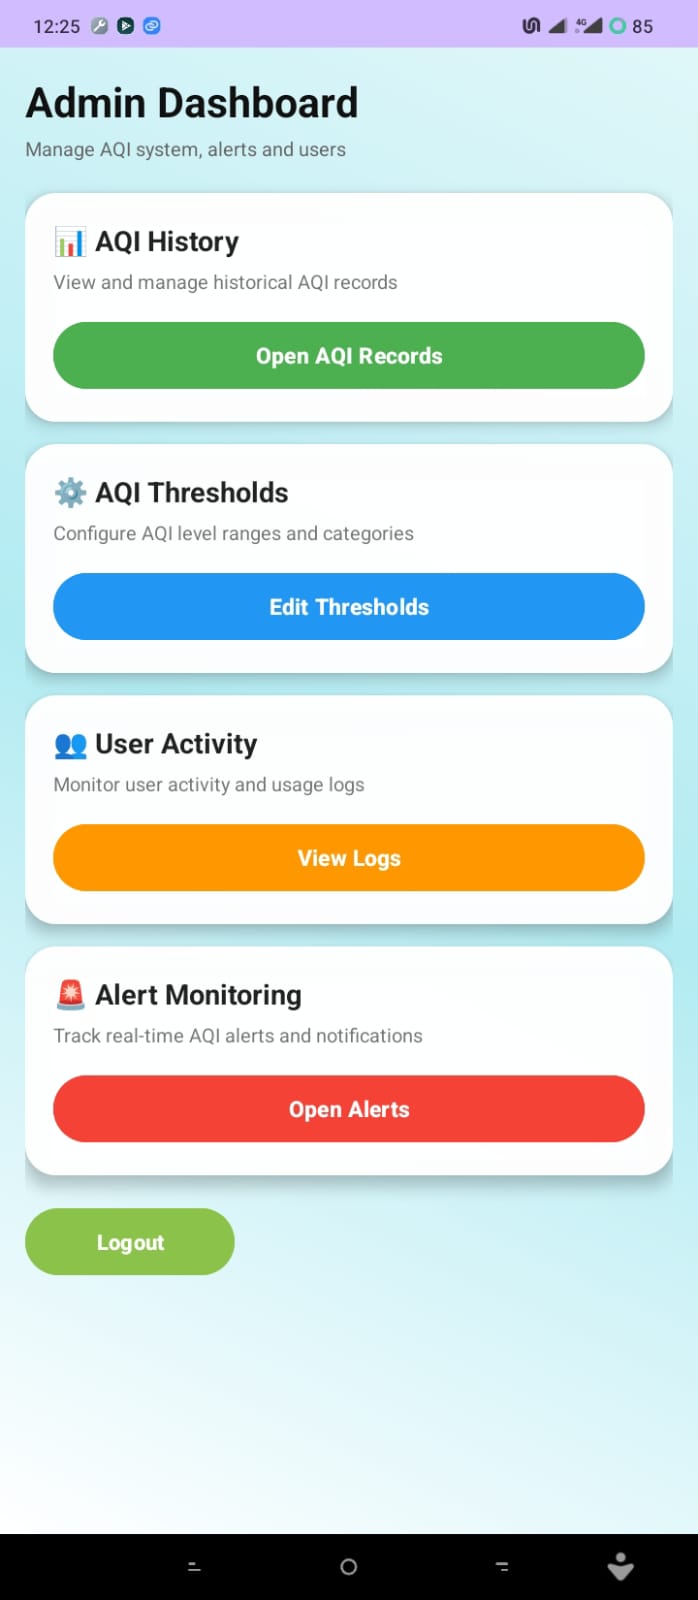 12:25 4G 85
Admin Dashboard
Manage AQI system, alerts and users
📊 AQI History
View and manage historical AQI records
Open AQI Records
⚙️ AQI Thresholds
Configure AQI level ranges and categories
Edit Thresholds
👥 User Activity
Monitor user activity and usage logs
View Logs
🚨 Alert Monitoring
Track real-time AQI alerts and notifications
Open Alerts
Logout